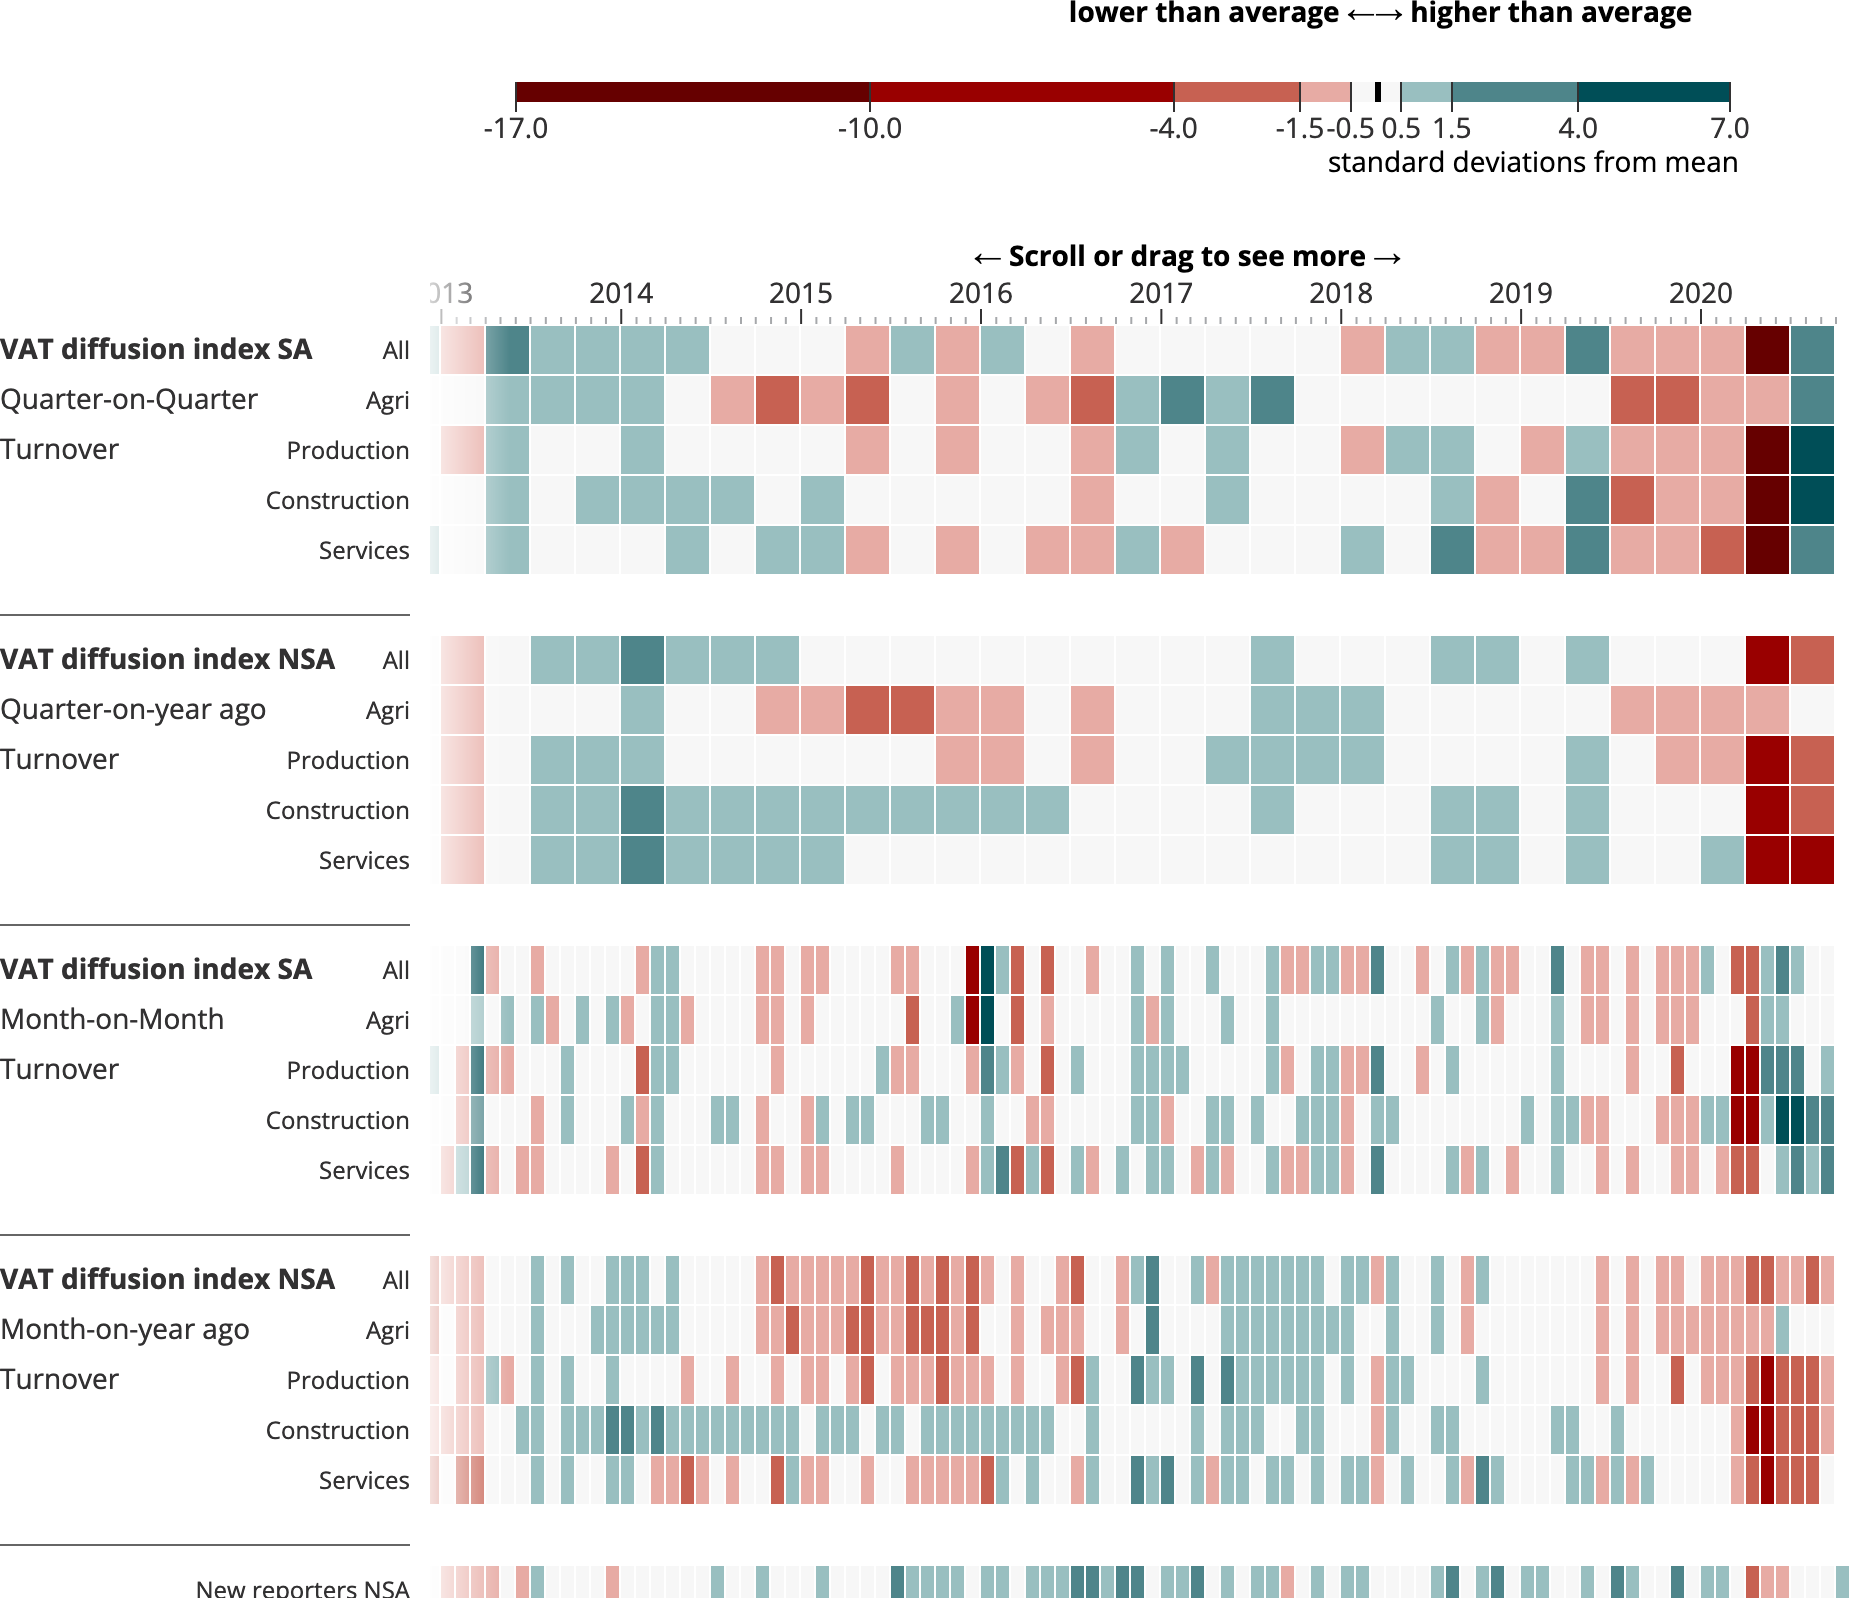 lower than average ←→ higher than average
-17.0 -10.0 -4.0 -1.5 -0.5 0.5 1.5 4.0 7.0
standard deviations from mean
← Scroll or drag to see more →
013 2014 2015 2016 2017 2018 2019 2020
VAT diffusion index SA All
Quarter-on-Quarter Agri
Turnover Production
Construction
Services
VAT diffusion index NSA All
Quarter-on-year ago Agri
Turnover Production
Construction
Services
VAT diffusion index SA All
Month-on-Month Agri
Turnover Production
Construction
Services
VAT diffusion index NSA All
Month-on-year ago Agri
Turnover Production
Construction
Services
New reporters NSA